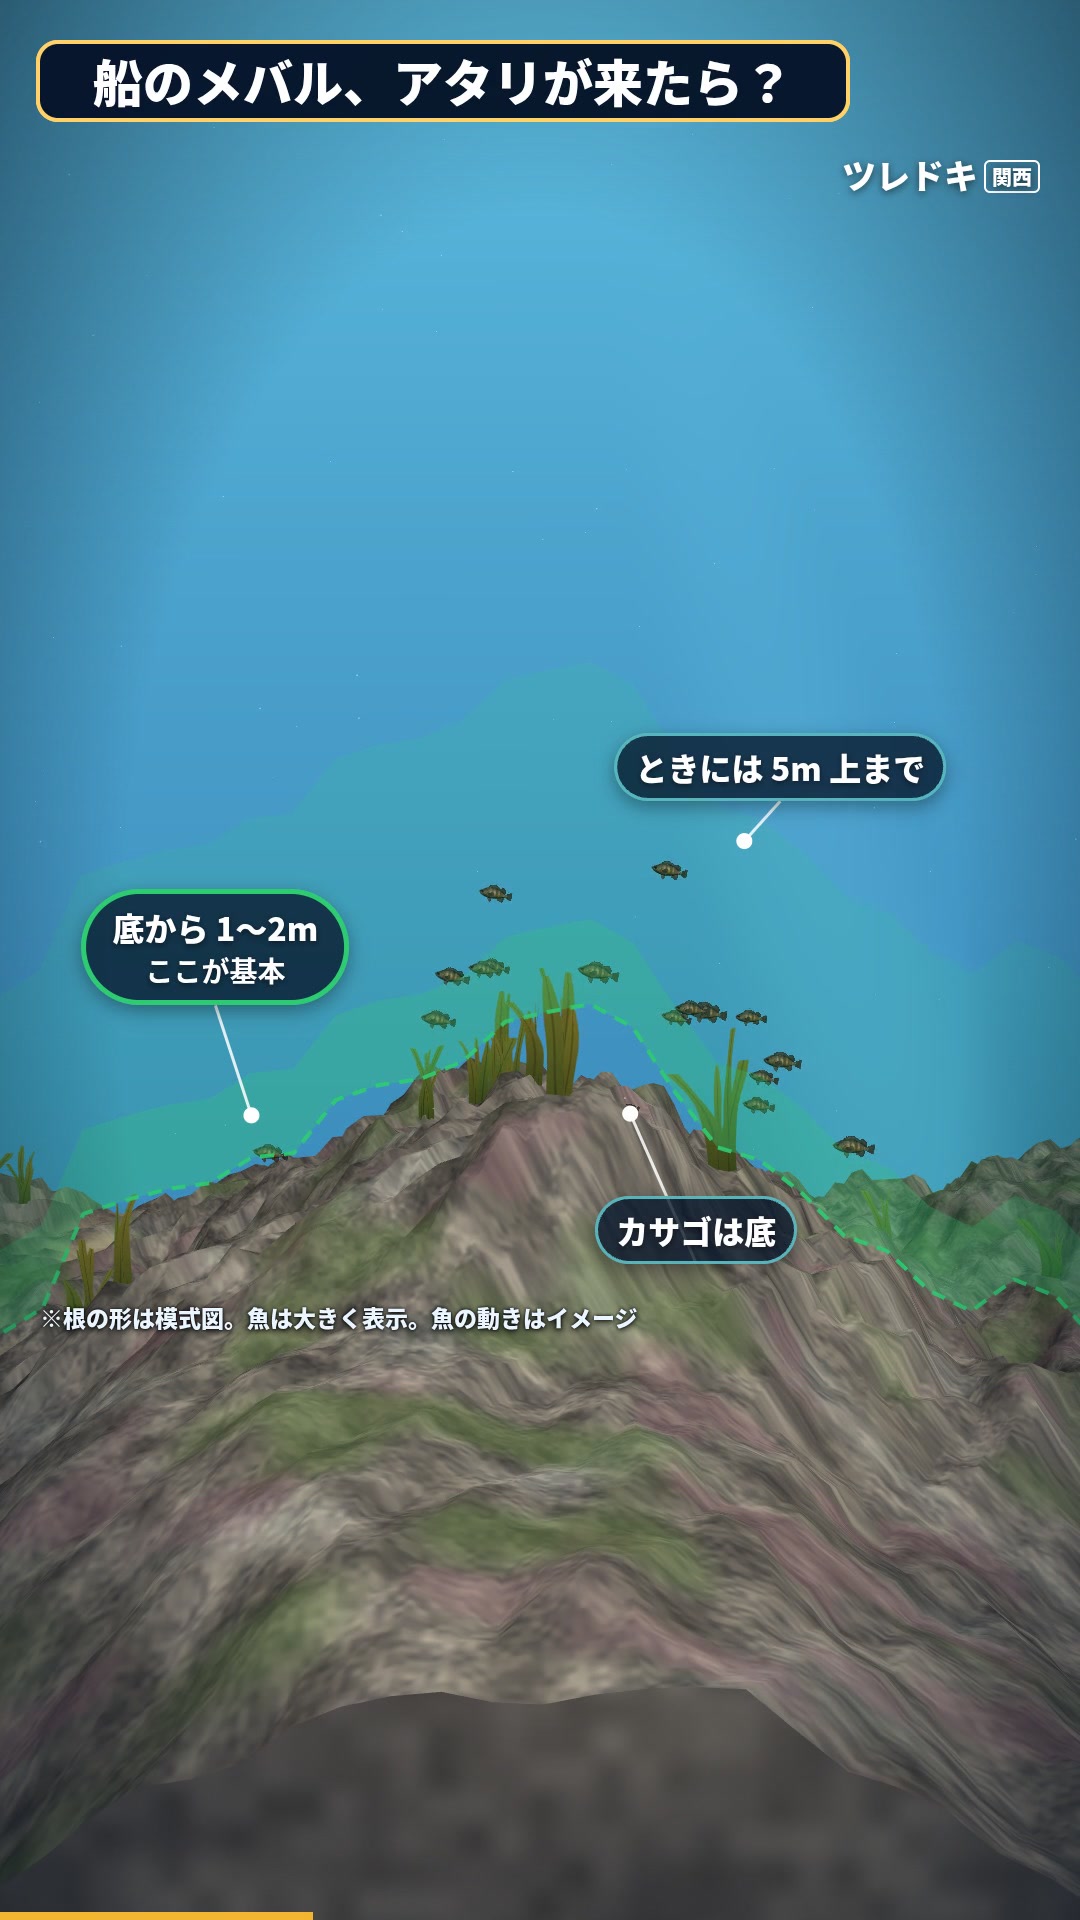 船のメバル、アタリが来たら？
ツレドキ 関西
ときには 5m 上まで
底から 1〜2m
ここが基本
カサゴは底
※根の形は模式図。魚は大きく表示。魚の動きはイメージ